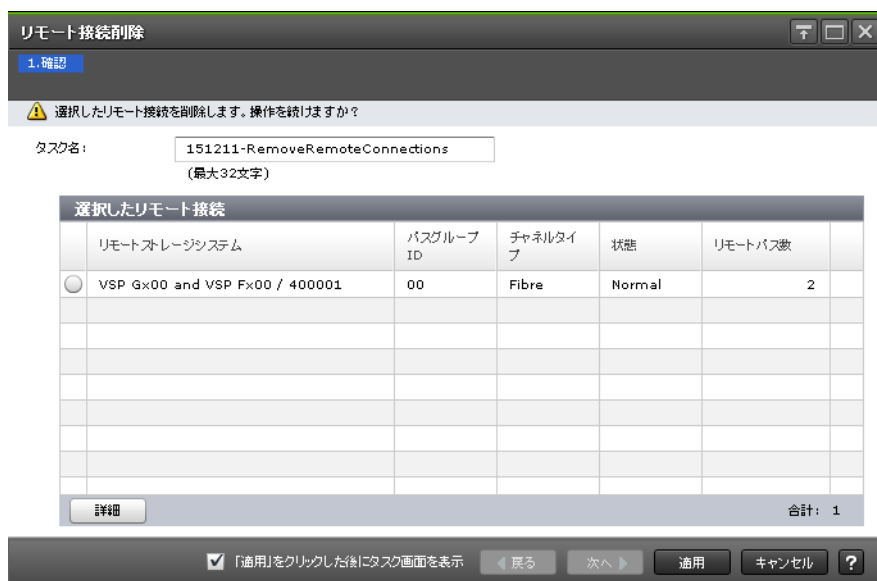 リモート接続削除
1.確認
選択したリモート接続を削除します。操作を続けますか?
タスク名:
151211-RemoveRemoteConnections
(最大32文字)
選択したリモート接続
リモートストレージシステム
パスグループ
ID
チャネルタイ
プ
状態
リモートパス数
VSP Gx00 and VSP Fx00 / 400001 00 Fibre Normal 2
詳細
合計: 1
「適用」をクリックした後にタスク画面を表示
戻る
次へ
適用
キャンセル
?